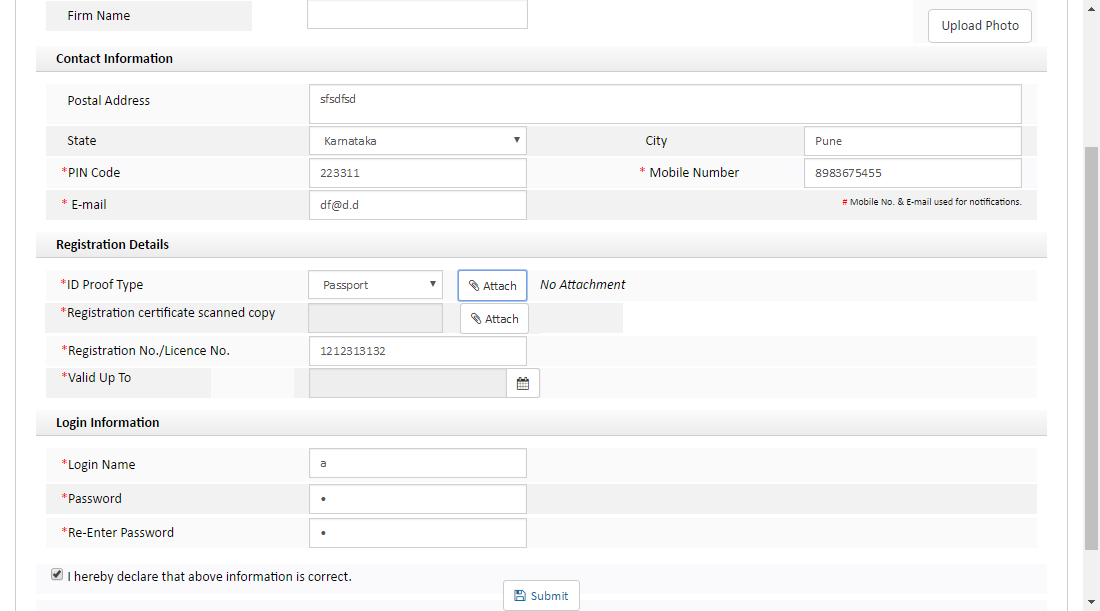 Firm Name
Upload Photo
Contact Information
Postal Address sfsdfsd
State Karnataka City Pune
*PIN Code 223311 * Mobile Number 8983675455
* E-mail df@d.d # Mobile No. & E-mail used for notifications.
Registration Details
*ID Proof Type Passport Attach No Attachment
*Registration certificate scanned copy Attach
*Registration No./Licence No. 1212313132
*Valid Up To
Login Information
*Login Name a
*Password •
*Re-Enter Password •
I hereby declare that above information is correct.
Submit